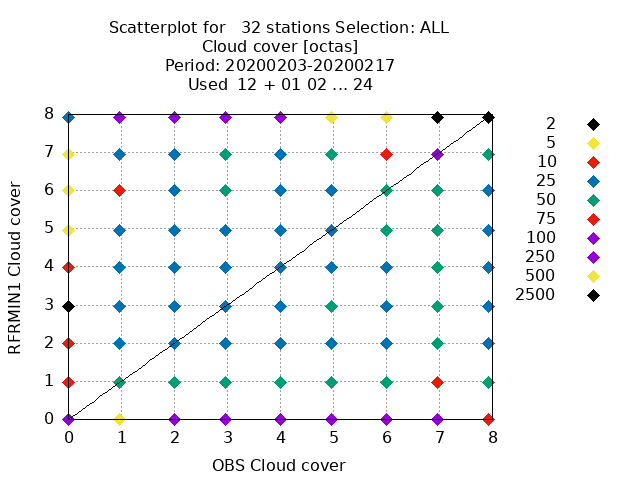 Scatterplot for 32 stations Selection: ALL
Cloud cover [octas]
Period: 20200203-20200217
Used 12 + 01 02 ... 24
8
7
6
5
4
3
2
1
0
RFRMIN1 Cloud cover
0 1 2 3 4 5 6 7 8
OBS Cloud cover
2
5
10
25
50
75
100
250
500
2500